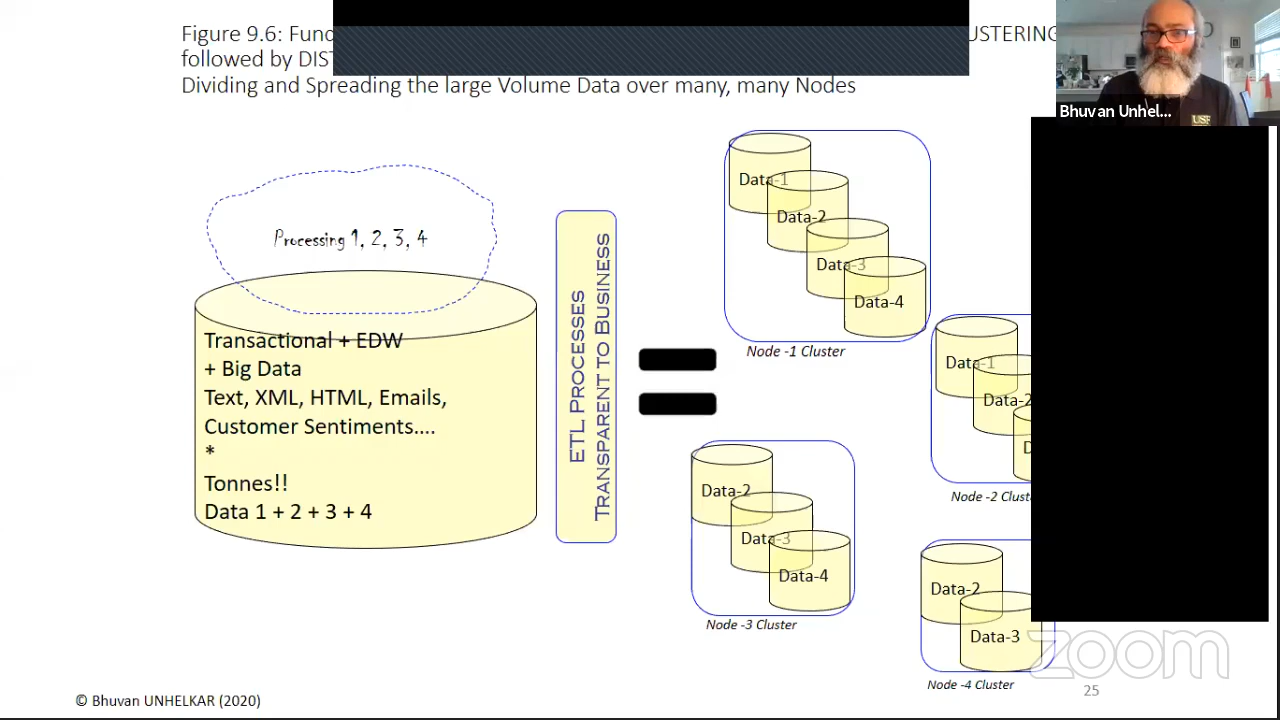 Figure 9.6: Fund
USTERING
followed by DIST
Dividing and Spreading the large Volume Data over many, many Nodes
Bhuvan Unhel...
USF
Processing 1, 2, 3, 4
Transactional + EDW
+ Big Data
Text, XML, HTML, Emails,
Customer Sentiments....
*
Tonnes!!
Data 1 + 2 + 3 + 4
ETL PROCESSES
TRANSPARENT TO BUSINESS
Data-1
Data-2
Data-3
Data-4
Node -1 Cluster
Data-1
Data-2
D
Node -2 Clust
Data-2
Data-3
Data-4
Node -3 Cluster
Data-2
Data-3
Node -4 Cluster
zoom
25
© Bhuvan UNHELKAR (2020)